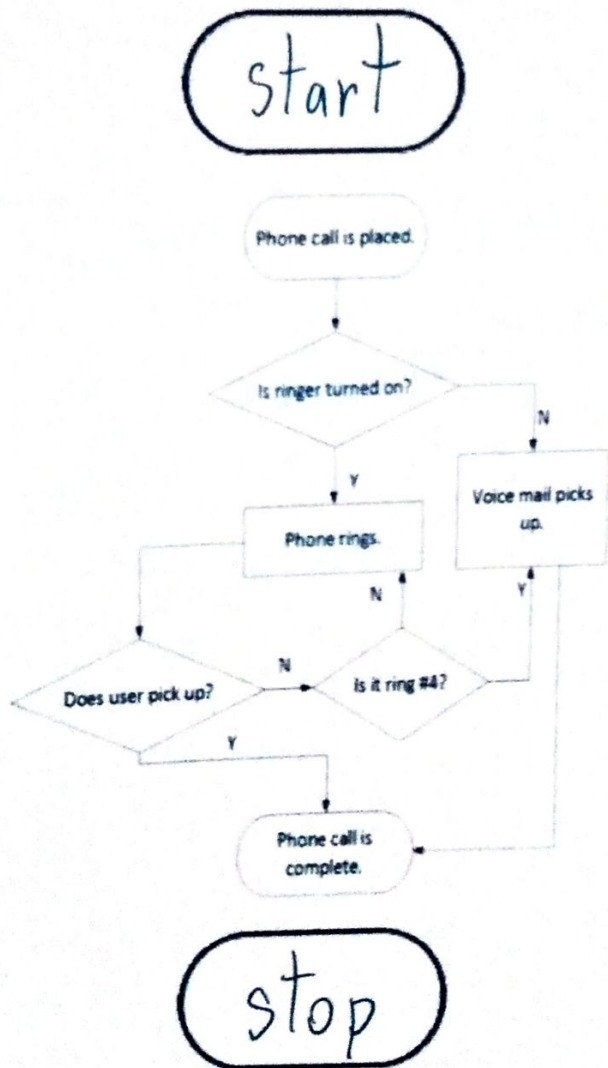 start
Phone call is placed.
Is ringer turned on?
N
Y
Voice mail picks
up.
Phone rings.
N
Y
Does user pick up?
N
Is it ring #4?
Y
Phone call is
complete.
stop